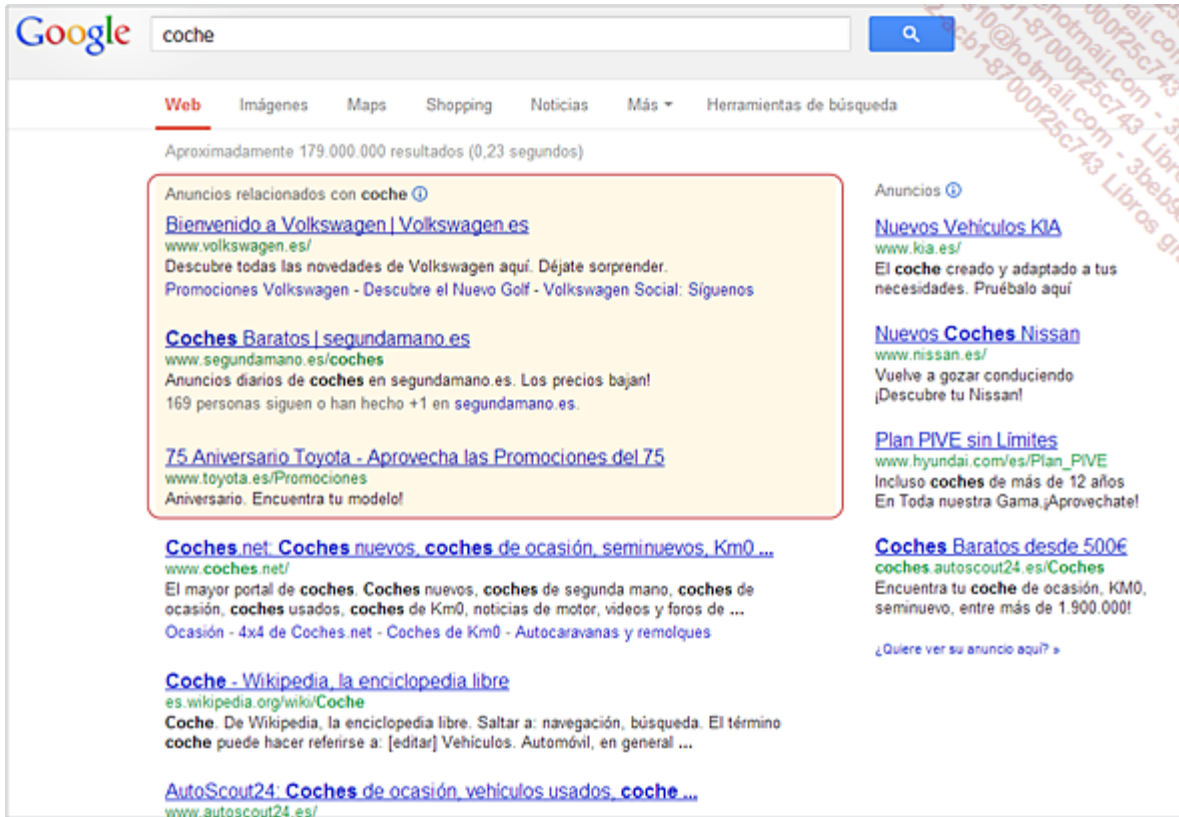 Google coche
Web Imágenes Maps Shopping Noticias Más Herramientas de búsqueda
Aproximadamente 179.000.000 resultados (0,23 segundos)
Anuncios relacionados con coche
Bienvenido a Volkswagen | Volkswagen.es
www.volkswagen.es/
Descubre todas las novedades de Volkswagen aquí. Déjate sorprender.
Promociones Volkswagen - Descubre el Nuevo Golf - Volkswagen Social: Síguenos
Coches Baratos | segundamano.es
www.segundamano.es/coches
Anuncios diarios de coches en segundamano.es. Los precios bajan!
169 personas siguen o han hecho +1 en segundamano.es.
75 Aniversario Toyota - Aprovecha las Promociones del 75
www.toyota.es/Promociones
Aniversario. Encuentra tu modelo!
Coches.net: Coches nuevos, coches de ocasión, seminuevos, Km0 ...
www.coches.net/
El mayor portal de coches. Coches nuevos, coches de segunda mano, coches de
ocasión, coches usados, coches de Km0, noticias de motor, videos y foros de ...
Ocasión - 4x4 de Coches.net - Coches de Km0 - Autocaravanas y remolques
Coche - Wikipedia, la enciclopedia libre
es.wikipedia.org/wiki/Coche
Coche. De Wikipedia, la enciclopedia libre. Saltar a: navegación, búsqueda. El término
coche puede hacer referirse a: [editar] Vehículos. Automóvil, en general ...
AutoScout24: Coches de ocasión, vehículos usados, coche ...
www.autoscout24.es/
Anuncios
Nuevos Vehículos KIA
www.kia.es/
El coche creado y adaptado a tus
necesidades. Pruébalo aquí
Nuevos Coches Nissan
www.nissan.es/
Vuelve a gozar conduciendo
¡Descubre tu Nissan!
Plan PIVE sin Límites
www.hyundai.com/es/Plan_PIVE
Incluso coches de más de 12 años
En Toda nuestra Gama,¡Aprovechate!
Coches Baratos desde 500€
coches.autoscout24.es/Coches
Encuentra tu coche de ocasión, KM0,
seminuevo, entre más de 1.900.000!
¿Quiere ver su anuncio aquí? »